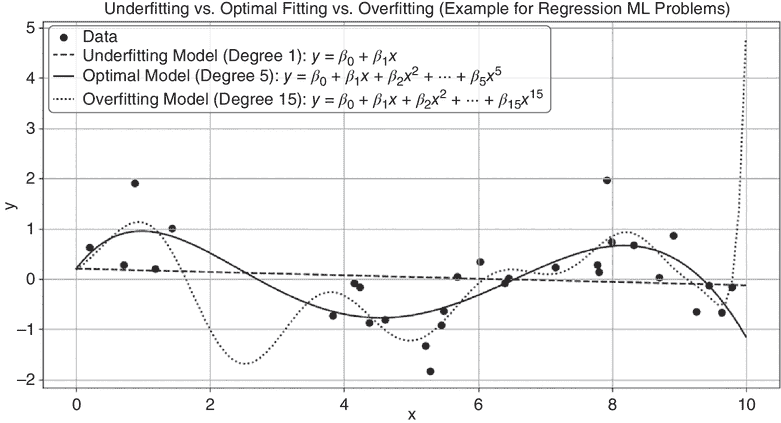 Underfitting vs. Optimal Fitting vs. Overfitting (Example for Regression ML Problems)
Data
Underfitting Model (Degree 1): y = β₀ + β₁x
Optimal Model (Degree 5): y = β₀ + β₁x + β₂x² + ⋯ + β₅x⁵
Overfitting Model (Degree 15): y = β₀ + β₁x + β₂x² + ⋯ + β₁₅x¹⁵
5
4
3
2
1
0
−1
−2
y
0 2 4 6 8 10
x